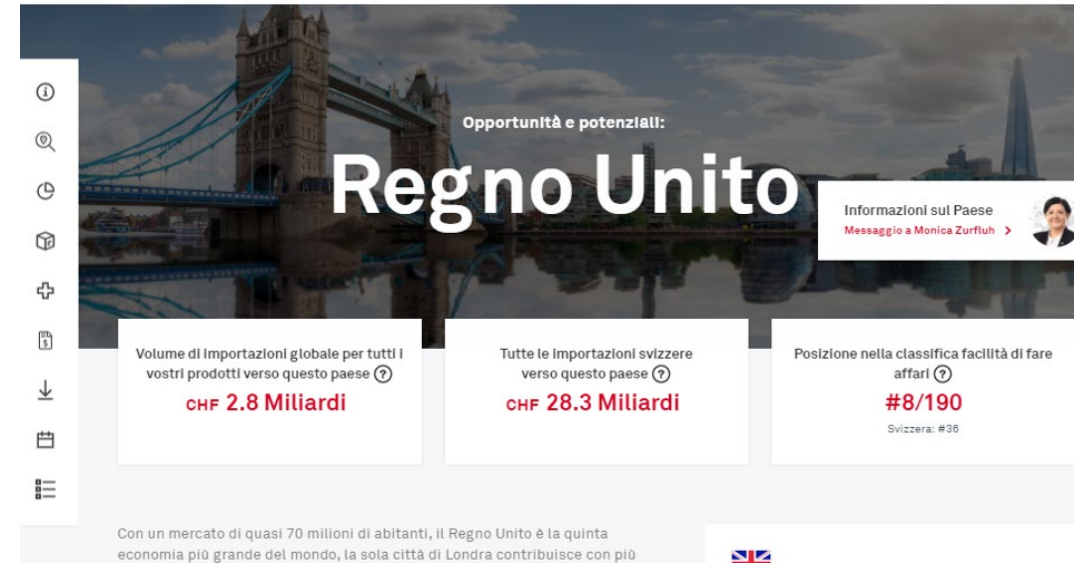 Opportunità e potenziali:
Regno Unito
Informazioni sul Paese
Messaggio a Monica Zurfluh >
Volume di importazioni globale per tutti i
vostri prodotti verso questo paese ?
CHF 2.8 Miliardi
Tutte le importazioni svizzere
verso questo paese ?
CHF 28.3 Miliardi
Posizione nella classifica facilità di fare
affari ?
#8/190
Svizzera: #36
Con un mercato di quasi 70 milioni di abitanti, il Regno Unito è la quinta
economia più grande del mondo, la sola città di Londra contribuisce con più